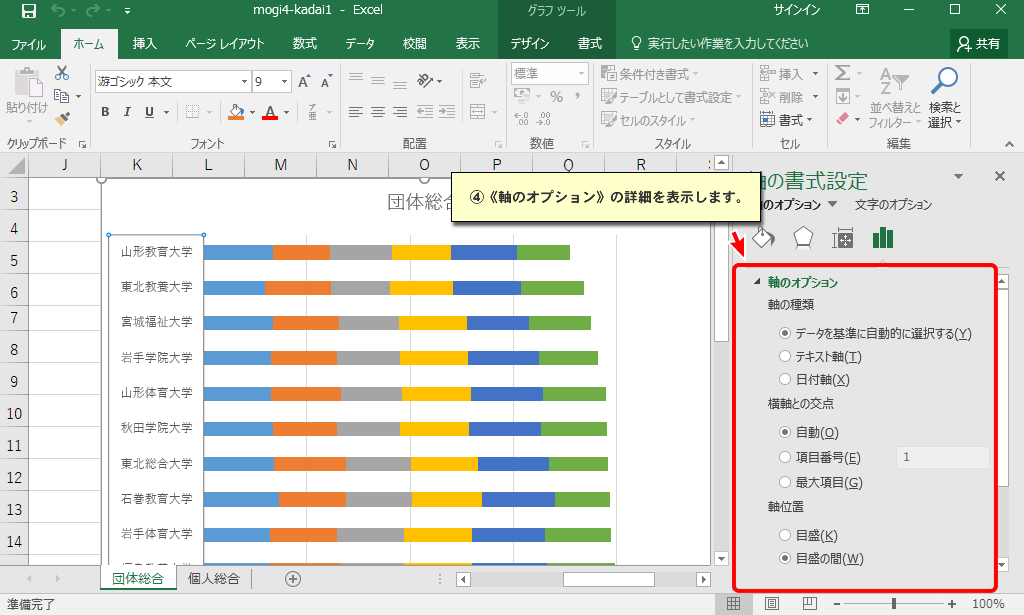 mogi4-kadai1 - Excel
グラフ ツール
サインイン
ファイル ホーム 挿入 ページ レイアウト 数式 データ 校閲 表示 デザイン 書式 実行したい作業を入力してください 共有
貼り付け
クリップボード
游ゴシック 本文 9
B I U
フォント
配置
標準
数値
条件付き書式
テーブルとして書式設定
セルのスタイル
スタイル
挿入
削除
書式
セル
並べ替えと
フィルター
検索と
選択
編集
J K L M N O P Q R
3
4
5
6
7
8
9
10
11
12
13
14
団体総合
山形教育大学
東北教養大学
宮城福祉大学
岩手学院大学
山形体育大学
秋田学院大学
東北総合大学
石巻教育大学
岩手体育大学
④《軸のオプション》の詳細を表示します。
の書式設定
のオプション 文字のオプション
軸のオプション
軸の種類
データを基準に自動的に選択する(Y)
テキスト軸(T)
日付軸(X)
横軸との交点
自動(O)
項目番号(E) 1
最大項目(G)
軸位置
目盛(K)
目盛の間(W)
団体総合 個人総合
準備完了
100%